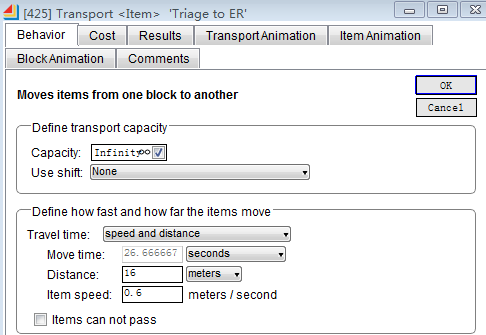 [425] Transport <Item> 'Triage to ER'
Behavior Cost Results Transport Animation Item Animation
Block Animation Comments
Moves items from one block to another
OK
Cancel
Define transport capacity
Capacity: Infinity ∞
Use shift: None
Define how fast and how far the items move
Travel time: speed and distance
Move time: 26.666667 seconds
Distance: 16 meters
Item speed: 0.6 meters / second
Items can not pass